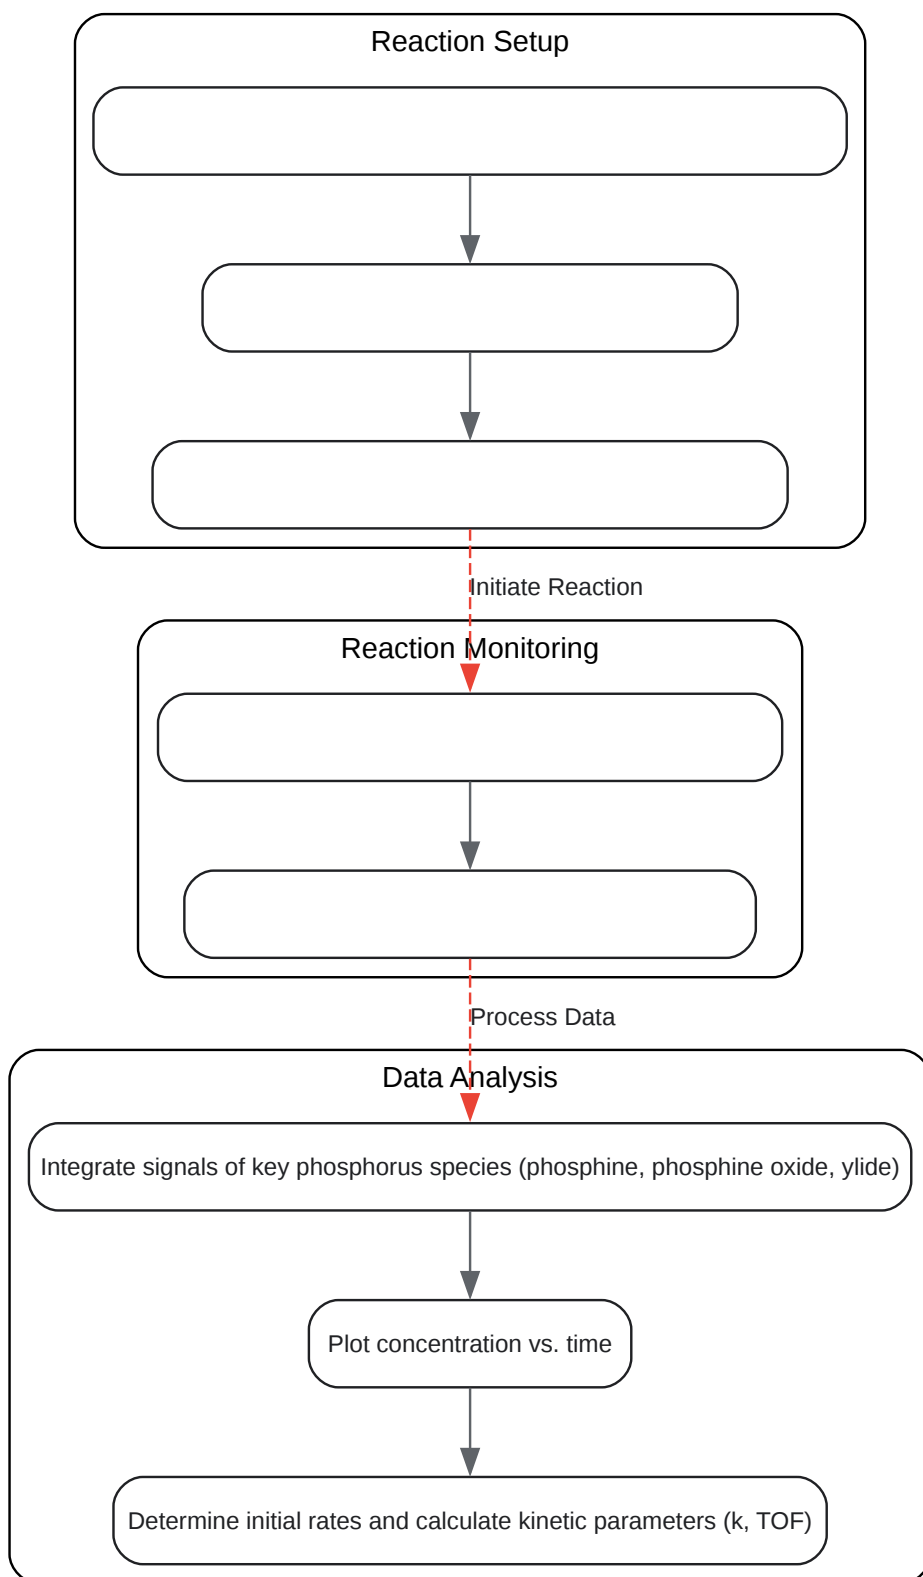 Reaction Setup
Initiate Reaction
Reaction Monitoring
Process Data
Data Analysis
Integrate signals of key phosphorus species (phosphine, phosphine oxide, ylide)
Plot concentration vs. time
Determine initial rates and calculate kinetic parameters (k, TOF)